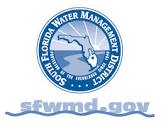 SOUTH FLORIDA WATER MANAGEMENT DISTRICT
sfwmd.gov